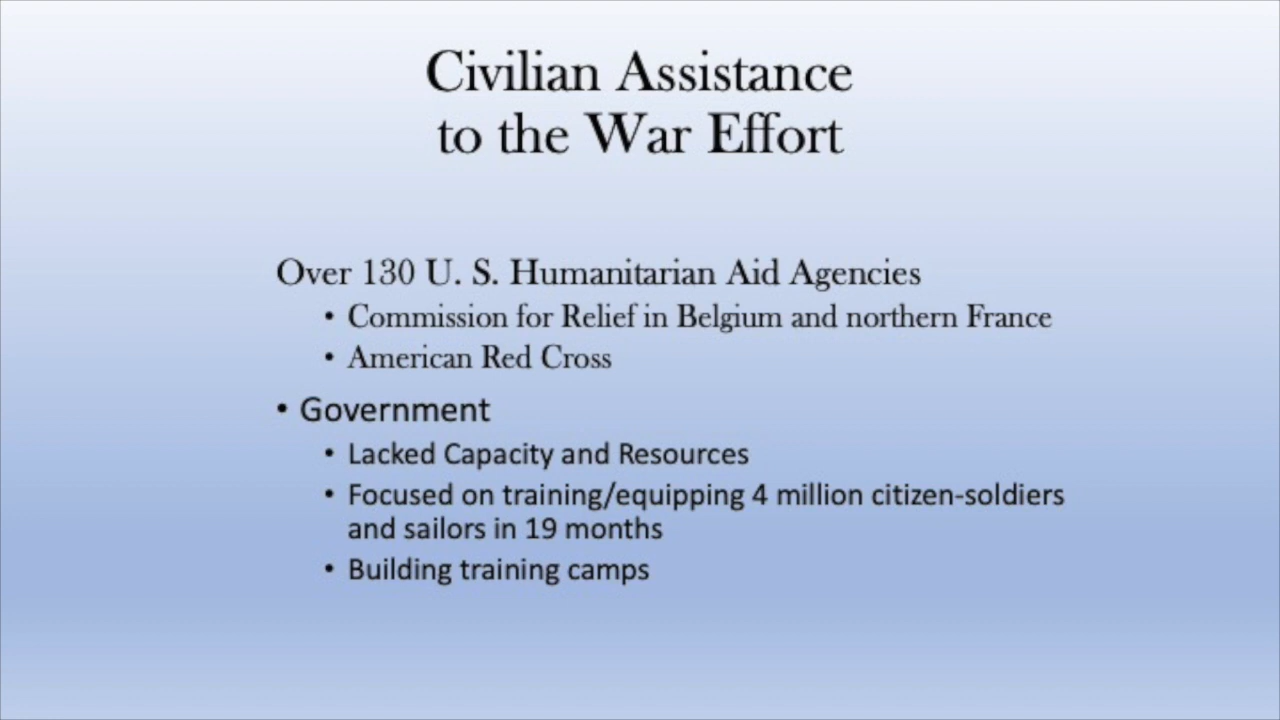 Civilian Assistance
to the War Effort
Over 130 U. S. Humanitarian Aid Agencies
• Commission for Relief in Belgium and northern France
• American Red Cross
• Government
• Lacked Capacity and Resources
• Focused on training/equipping 4 million citizen-soldiers
and sailors in 19 months
• Building training camps